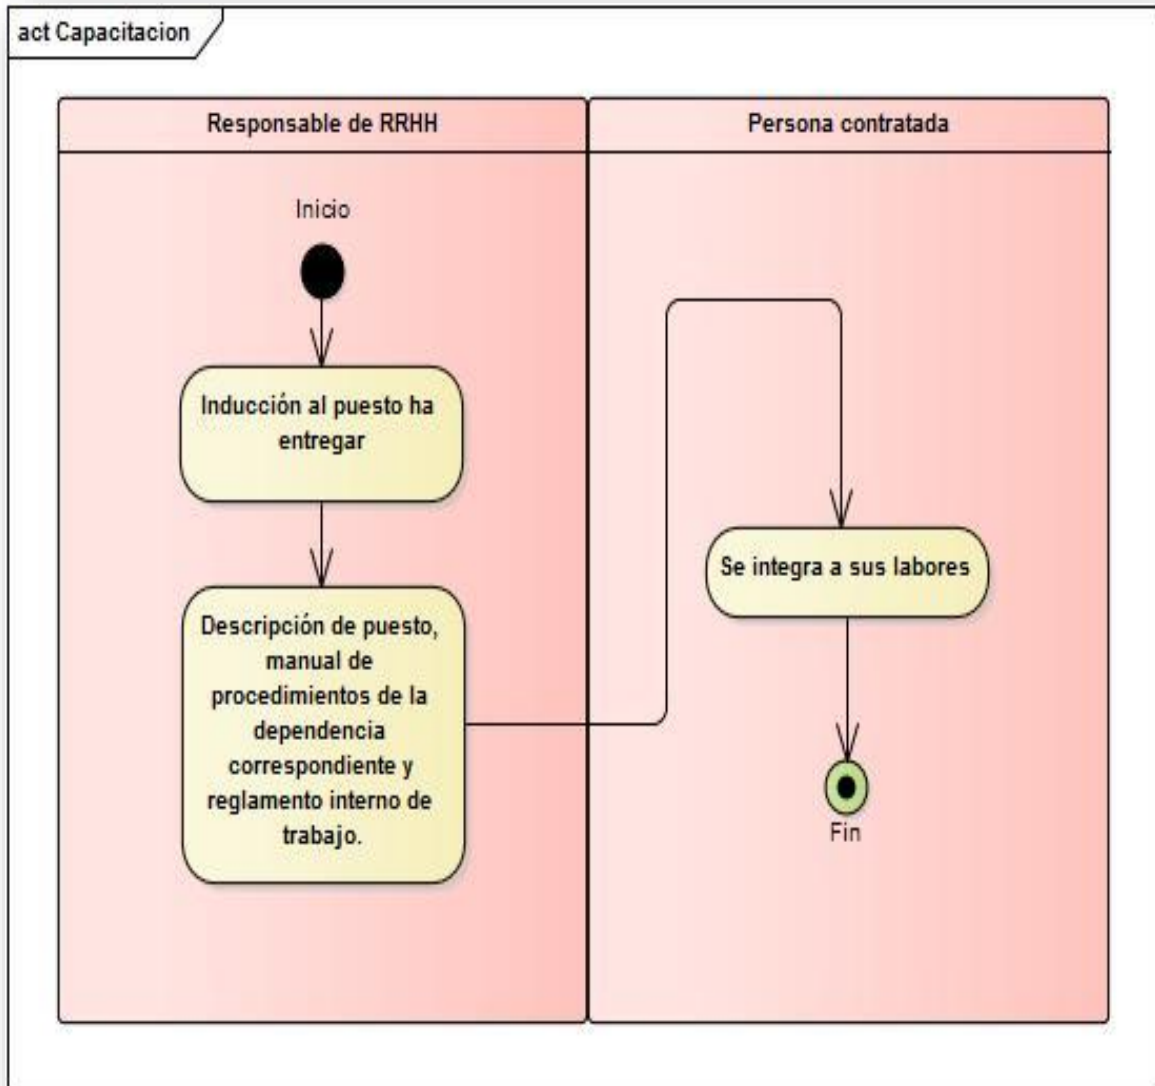 act Capacitacion
Responsable de RRHH
Persona contratada
Inicio
Inducción al puesto ha
entregar
Descripción de puesto,
manual de
procedimientos de la
dependencia
correspondiente y
reglamento interno de
trabajo.
Se integra a sus labores
Fin